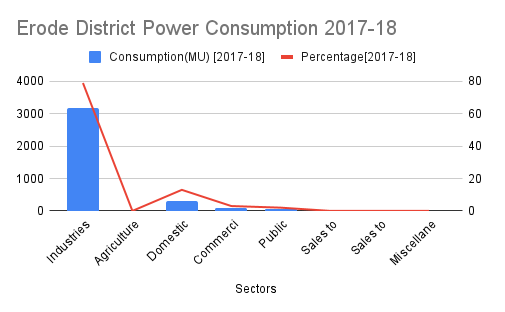 Erode District Power Consumption 2017-18
Consumption(MU) [2017-18] Percentage[2017-18]
4000 80
3000 60
2000 40
1000 20
0 0
Industries Agriculture Domestic Commerci Public Sales to Sales to Miscellane
Sectors